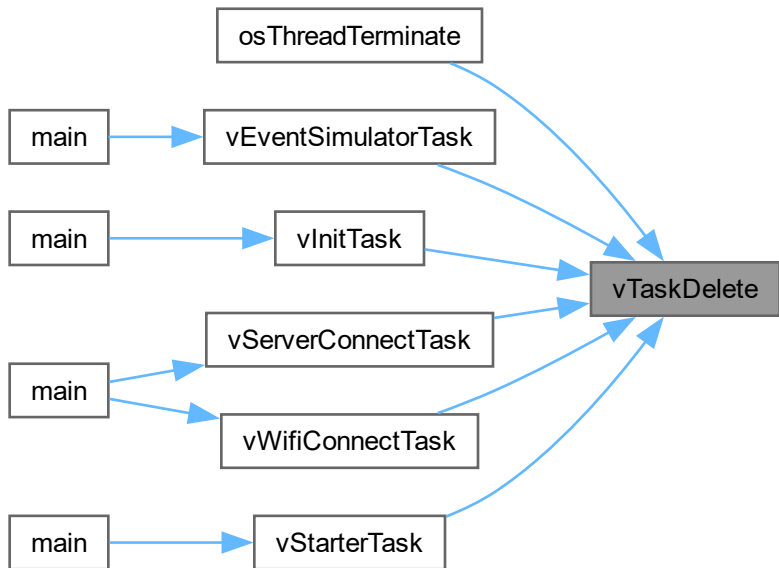 osThreadTerminate
main
vEventSimulatorTask
main
vInitTask
vTaskDelete
vServerConnectTask
main
vWifiConnectTask
main
vStarterTask